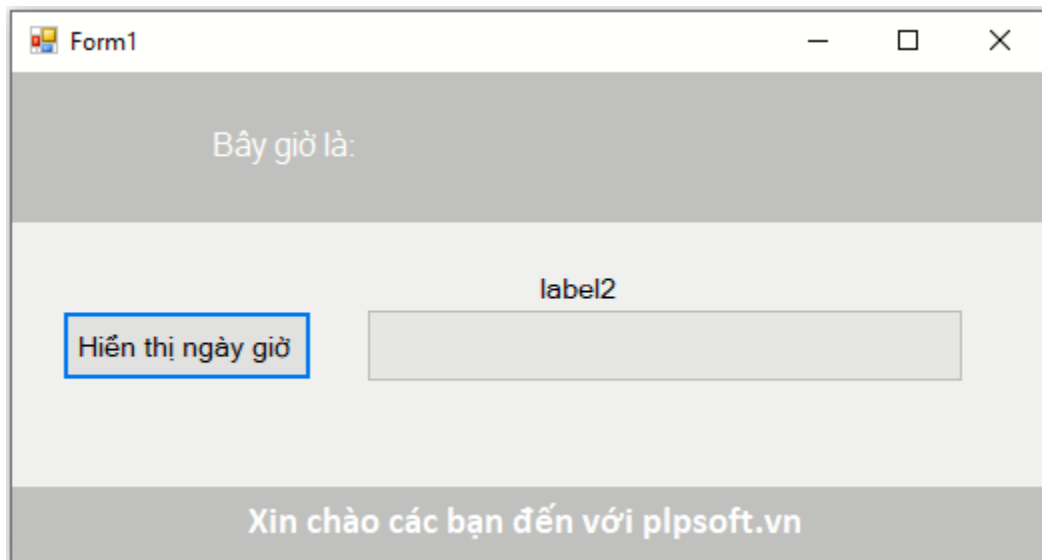 Form1
Bây giờ là:
label2
Hiển thị ngày giờ
Xin chào các bạn đến với plpsoft.vn